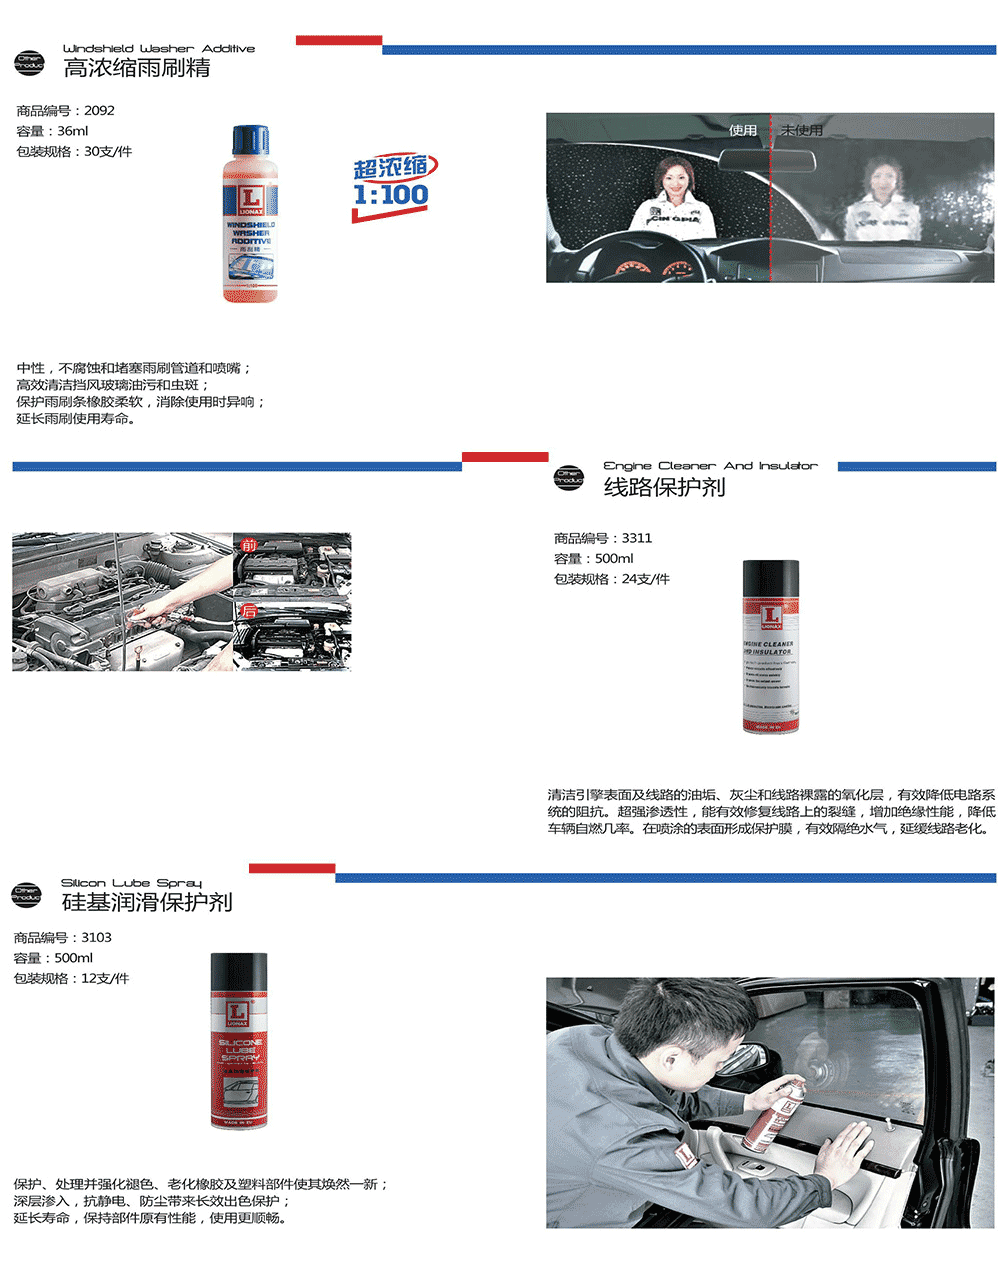 Windshield Washer Additive
Other
Product
高浓缩雨刷精
商品编号：2092
容量：36ml
包装规格：30支/件
L
LIONAX
WINDSHIELD
WASHER
ADDITIVE
雨刮精
1:100
超浓缩
1:100
使用
未使用
中性，不腐蚀和堵塞雨刷管道和喷嘴；
高效清洁挡风玻璃油污和虫斑；
保护雨刷条橡胶柔软，消除使用时异响；
延长雨刷使用寿命。
Engine Cleaner And Insulator
Other
Product
线路保护剂
商品编号：3311
容量：500ml
包装规格：24支/件
前
后
L
LIONAX
ENGINE CLEANER
AND INSULATOR
MADE IN EU
清洁引擎表面及线路的油垢、灰尘和线路裸露的氧化层，有效降低电路系
统的阻抗。超强渗透性，能有效修复线路上的裂缝，增加绝缘性能，降低
车辆自燃几率。在喷涂的表面形成保护膜，有效隔绝水气，延缓线路老化。
Silicon Lube Spray
Other
Product
硅基润滑保护剂
商品编号：3103
容量：500ml
包装规格：12支/件
L
LIONAX
SILICONE
LUBE
SPRAY
MADE IN EU
L
保护、处理并强化褪色、老化橡胶及塑料部件使其焕然一新；
深层渗入，抗静电、防尘带来长效出色保护；
延长寿命，保持部件原有性能，使用更顺畅。